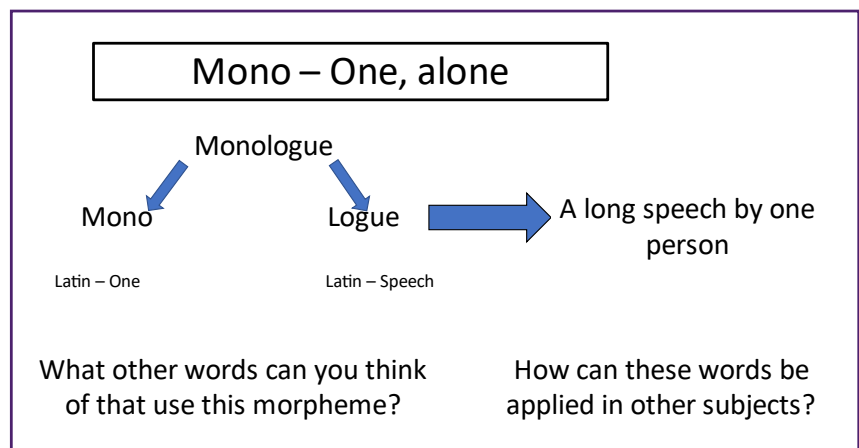 Mono – One, alone
Monologue
Mono
Logue
A long speech by one
person
Latin – One
Latin – Speech
What other words can you think
of that use this morpheme?
How can these words be
applied in other subjects?